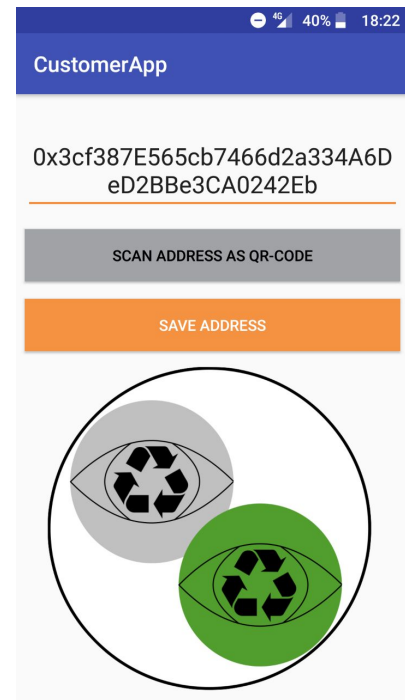 4G 40% 18:22
CustomerApp
0x3cf387E565cb7466d2a334A6D
eD2BBe3CA0242Eb
SCAN ADDRESS AS QR-CODE
SAVE ADDRESS